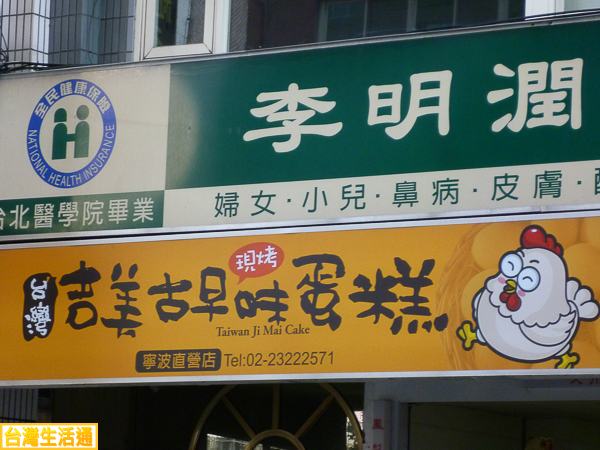 全民健康保險
NATIONAL HEALTH INSURANCE
李明潤
台北醫學院畢業
婦女·小兒·鼻病·皮膚·
台灣
吉美古早味蛋糕
現烤
Taiwan Ji Mai Cake
寧波直營店 Tel:02-23222571
台灣生活通